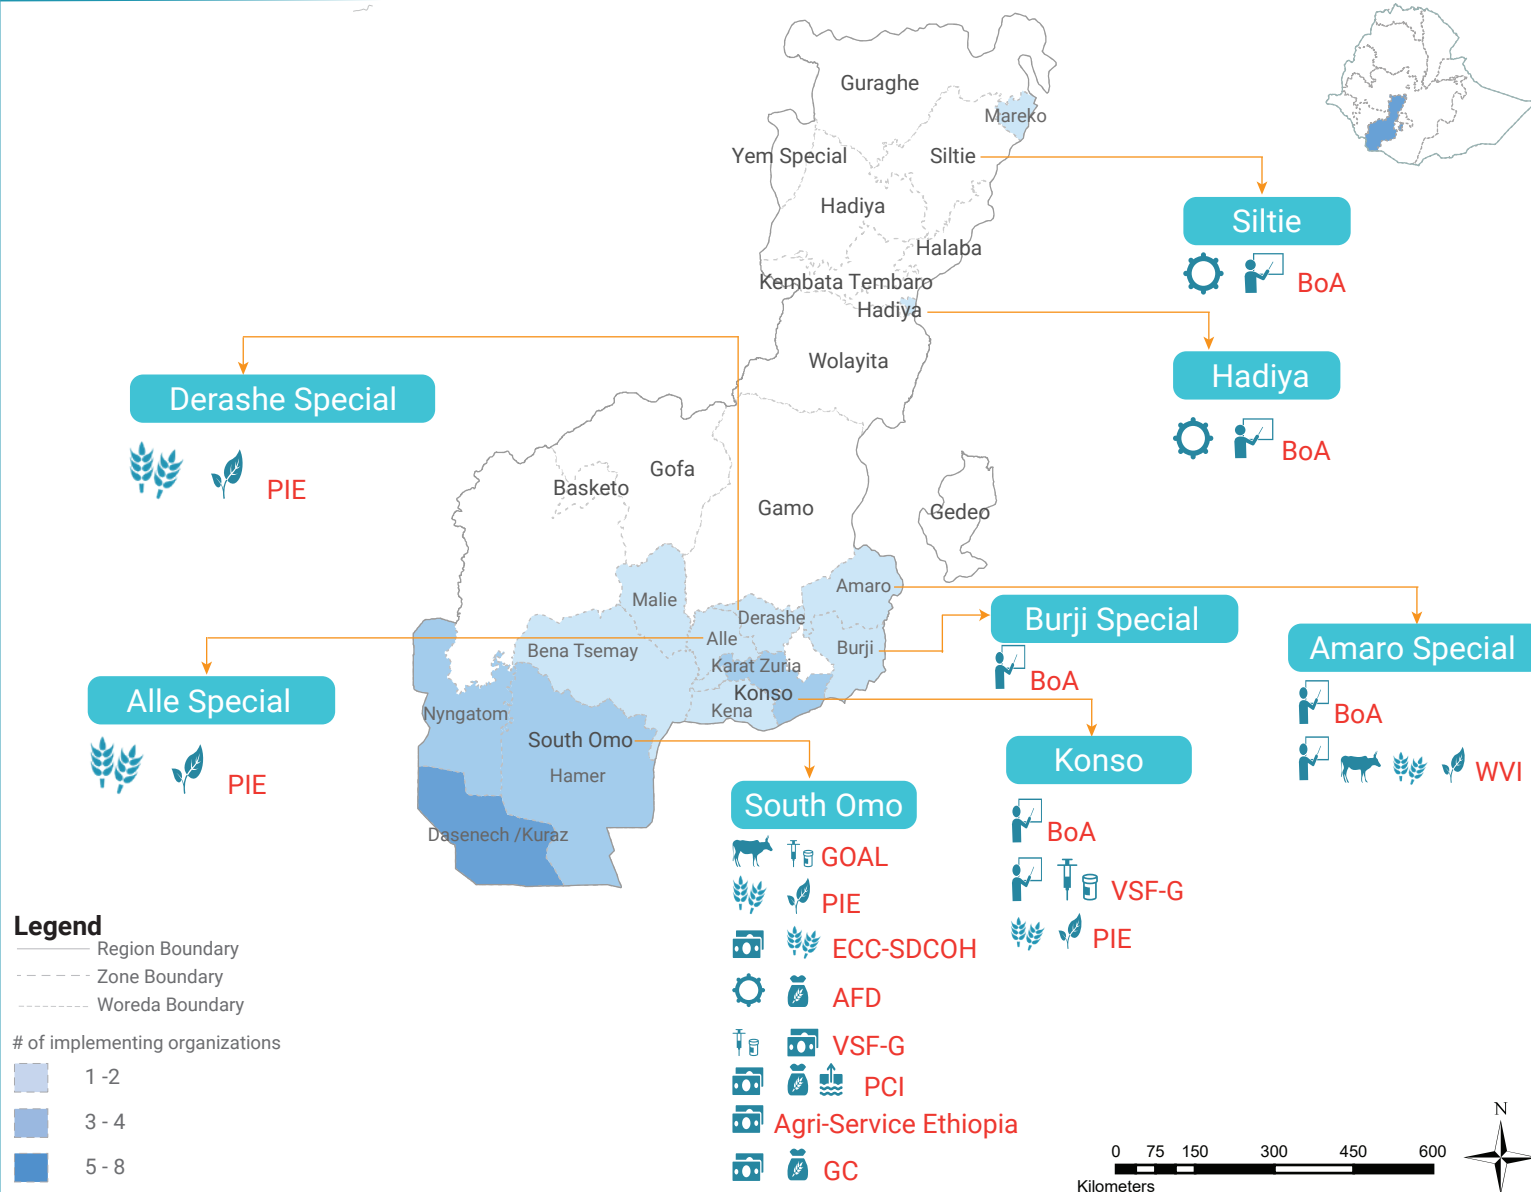 Guraghe
Mareko
Yem Special
Siltie
Hadiya
Halaba
Kembata Tembaro
Hadiya
Wolayita
Siltie
BoA
Hadiya
BoA
Derashe Special
PIE
Gofa
Basketo
Gamo
Gedeo
Amaro
Malie
Derashe
Alle
Burji
Bena Tsemay
Karat Zuria
Konso
Kena
Nyngatom
South Omo
Hamer
Dasenech /Kuraz
Burji Special
BoA
Amaro Special
BoA
WVI
Alle Special
PIE
Konso
BoA
VSF-G
PIE
South Omo
GOAL
PIE
ECC-SDCOH
AFD
VSF-G
PCI
Agri-Service Ethiopia
GC
Legend
Region Boundary
Zone Boundary
Woreda Boundary
# of implementing organizations
1 -2
3 - 4
5 - 8
N
0 75 150 300 450 600
Kilometers